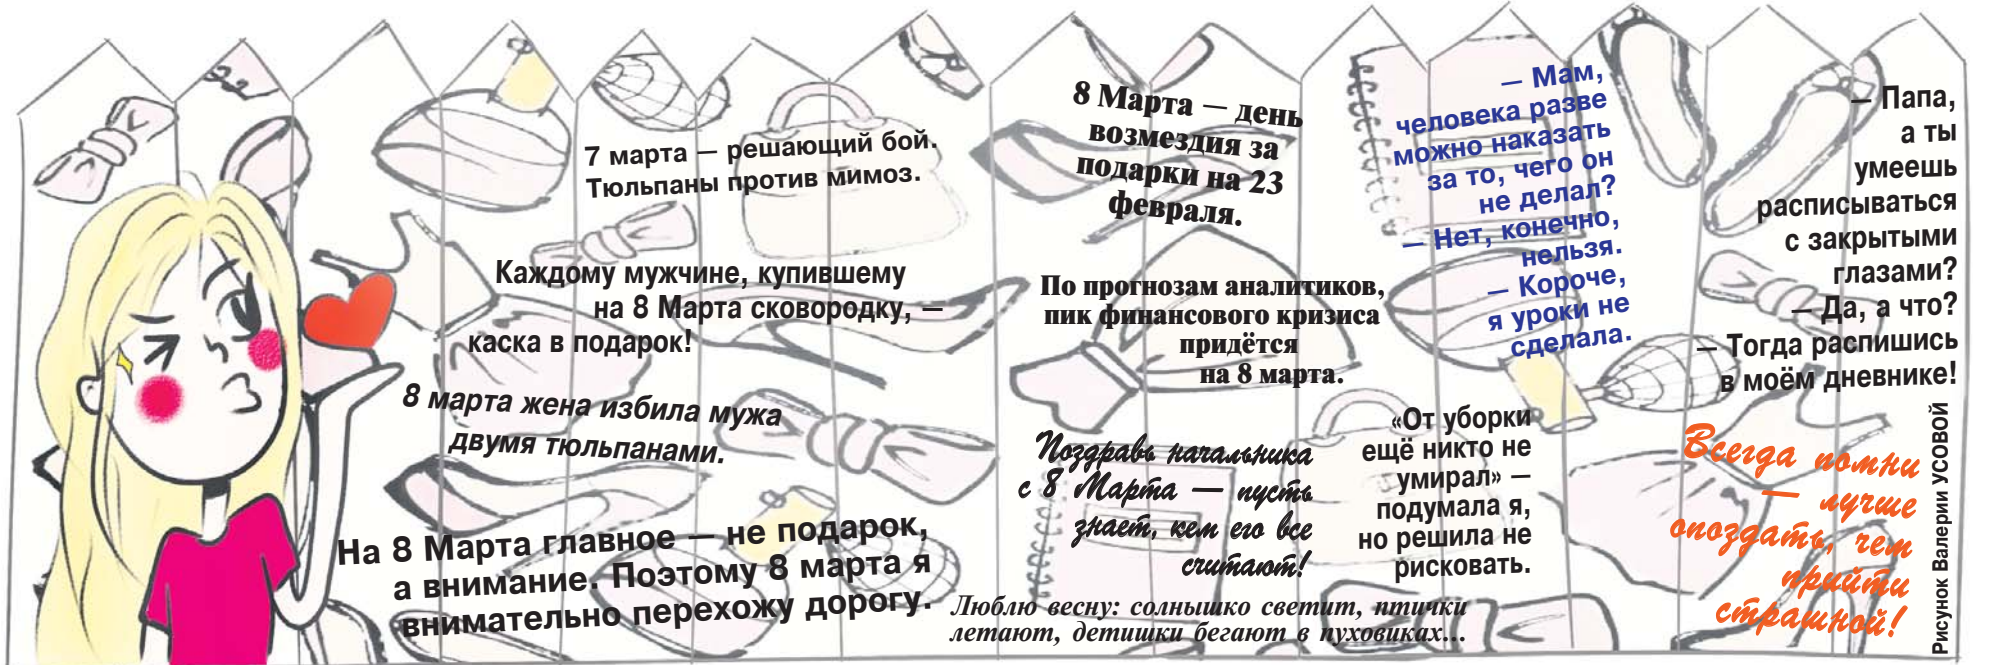 7 марта — решающий бой.
Тюльпаны против мимоз.
Каждому мужчине, купившему
на 8 Марта сковородку, —
каска в подарок!
8 марта жена избила мужа
двумя тюльпанами.
На 8 Марта главное — не подарок,
а внимание. Поэтому 8 марта я
внимательно перехожу дорогу.
8 Марта — день
возмездия за
подарки на 23
февраля.
По прогнозам аналитиков,
пик финансового кризиса
придётся
на 8 марта.
Поздравь начальника
с 8 Марта — пусть
знает, кем его все
считают!
Люблю весну: солнышко светит, птички
летают, детишки бегают в пуховиках...
— Мам,
человека разве
можно наказать
за то, чего он
не делал?
— Нет, конечно,
нельзя.
— Короче,
я уроки не
сделала.
«От уборки
ещё никто не
умирал» —
подумала я,
но решила не
рисковать.
— Папа,
а ты
умеешь
расписываться
с закрытыми
глазами?
— Да, а что?
— Тогда распишись
в моём дневнике!
Всегда помни
— лучше
опоздать, чем
прийти
страшной!
Рисунок Валерии УСОВОЙ